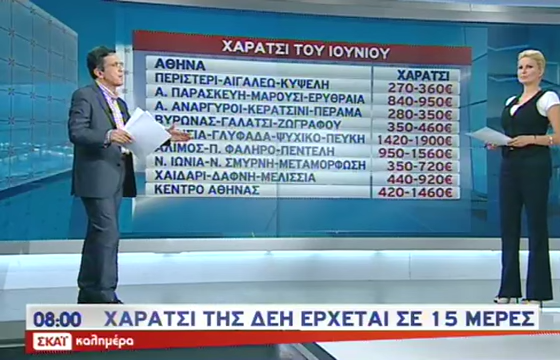 ΧΑΡΑΤΣΙ ΤΟΥ ΙΟΥΝΙΟΥ
ΑΘΗΝΑ ΧΑΡΑΤΣΙ
ΠΕΡΙΣΤΕΡΙ-ΑΙΓΑΛΕΩ-ΚΥΨΕΛΗ 270-360€
Α. ΠΑΡΑΣΚΕΥΗ-ΜΑΡΟΥΣΙ-ΕΡΥΘΡΑΙΑ 840-950€
Α. ΑΝΑΡΓΥΡΟΙ-ΚΕΡΑΤΣΙΝΙ-ΠΕΡΑΜΑ 280-350€
ΒΥΡΩΝΑΣ-ΓΑΛΑΤΣΙ-ΖΩΓΡΑΦΟΥ 350-460€
-ΓΛΥΦΑΔΑ-ΨΥΧΙΚΟ-ΠΕΥΚΗ 1420-1900€
ΑΛΙΜΟΣ-Π. ΦΑΛΗΡΟ-ΠΕΝΤΕΛΗ 950-1560€
Ν. ΙΩΝΙΑ-Ν. ΣΜΥΡΝΗ-ΜΕΤΑΜΟΡΦΩΣΗ 350-720€
ΧΑΙΔΑΡΙ-ΔΑΦΝΗ-ΜΕΛΙΣΣΙΑ 440-920€
ΚΕΝΤΡΟ ΑΘΗΝΑΣ 420-1460€
08:00 ΧΑΡΑΤΣΙ ΤΗΣ ΔΕΗ ΕΡΧΕΤΑΙ ΣΕ 15 ΜΕΡΕΣ
ΣΚΑΪ καλημέρα